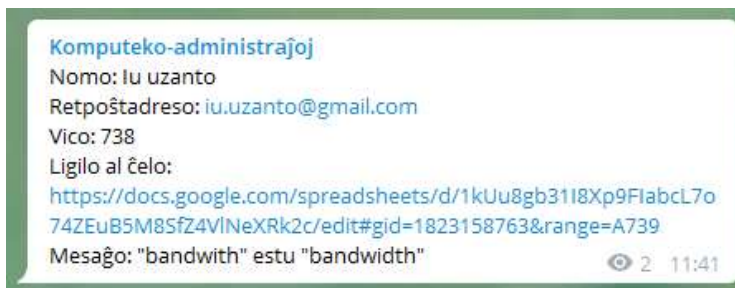 Komputeko-administraĵoj
Nomo: Iu uzanto
Retpoŝtadreso: iu.uzanto@gmail.com
Vico: 738
Ligilo al ĉelo:
https://docs.google.com/spreadsheets/d/1kUu8gb31I8Xp9FIabcL7o
74ZEuB5M8SfZ4VlNeXRk2c/edit#gid=1823158763&range=A739
Mesaĝo: "bandwith" estu "bandwidth"
2 11:41